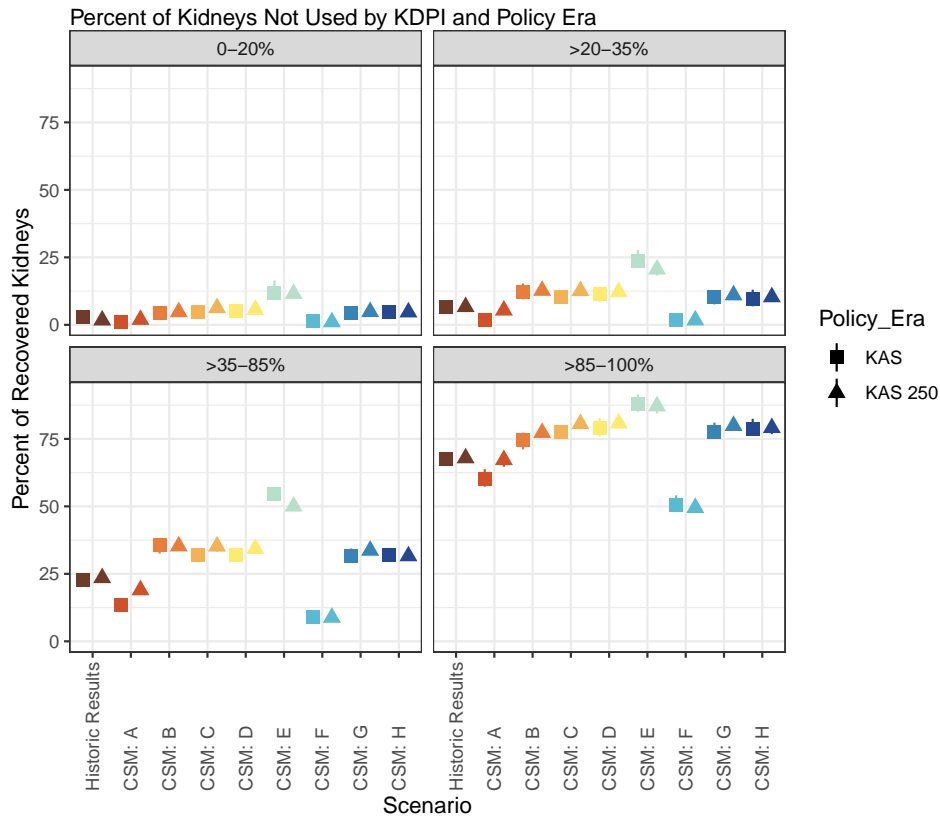 Percent of Kidneys Not Used by KDPI and Policy Era
0−20%
>20−35%
75
50
25
0
>35−85%
>85−100%
75
50
25
0
Percent of Recovered Kidneys
Historic Results
CSM: A
CSM: B
CSM: C
CSM: D
CSM: E
CSM: F
CSM: G
CSM: H
Historic Results
CSM: A
CSM: B
CSM: C
CSM: D
CSM: E
CSM: F
CSM: G
CSM: H
Scenario
Policy_Era
KAS
KAS 250